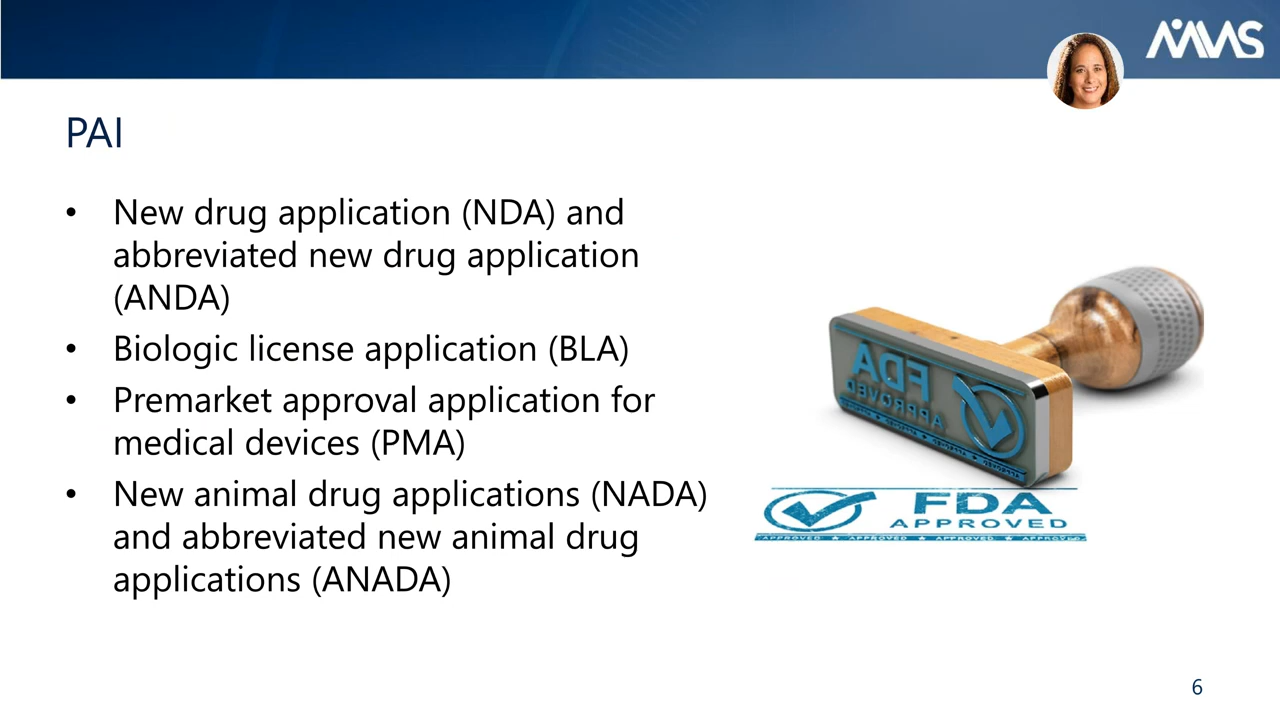 MAS
PAI
• New drug application (NDA) and
abbreviated new drug application
(ANDA)
• Biologic license application (BLA)
• Premarket approval application for
medical devices (PMA)
• New animal drug applications (NADA)
and abbreviated new animal drug
applications (ANADA)
FDA
APPROVED
FDA
APPROVED
APPROVED ★ APPROVED ★ APPROVED ★ APPROVED
6